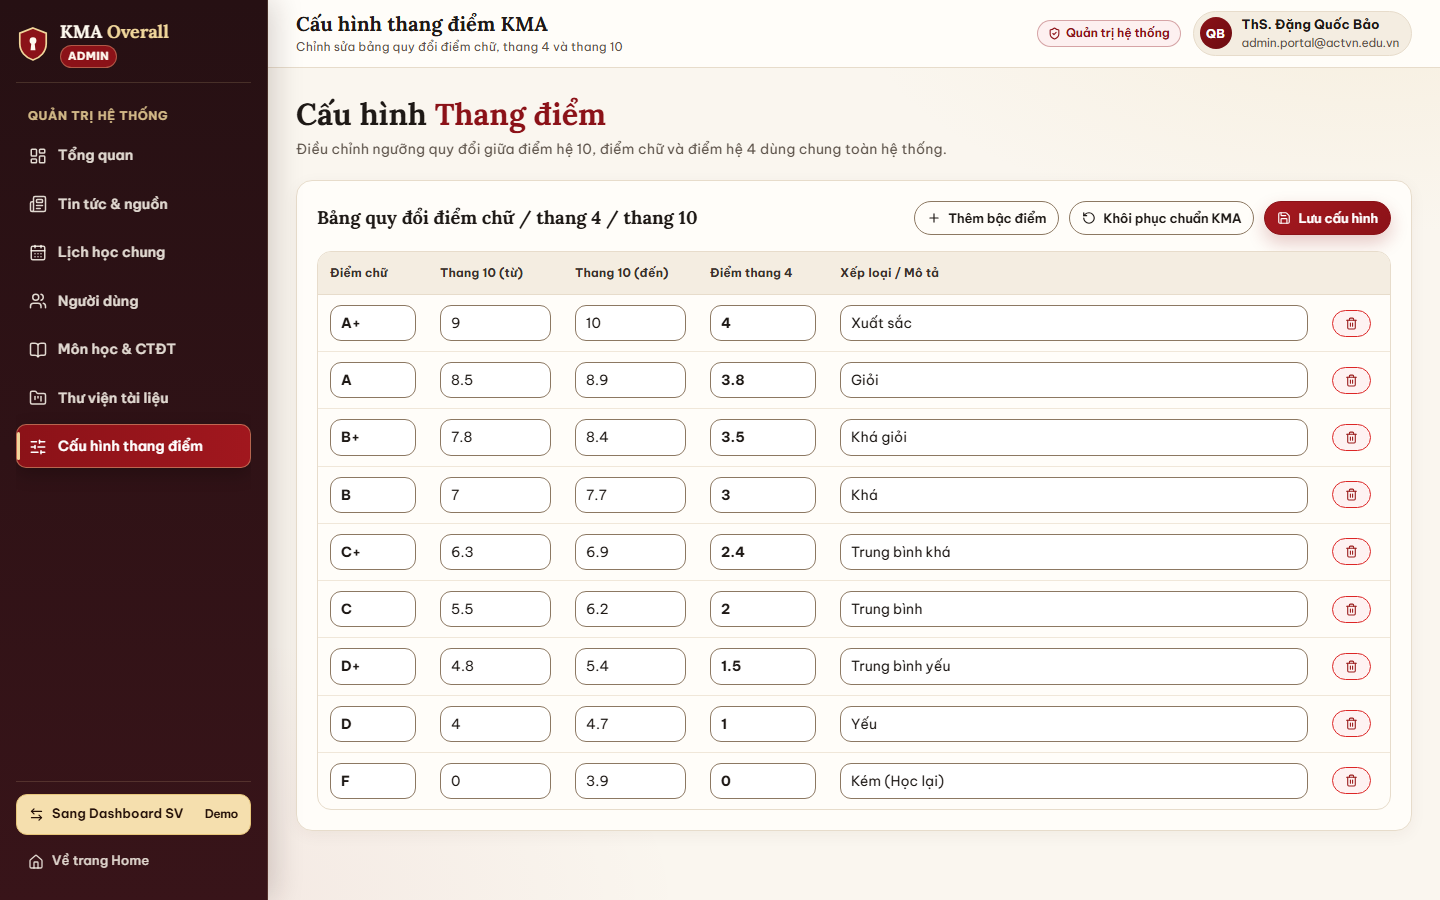 KMA Overall
ADMIN
QUẢN TRỊ HỆ THỐNG
Tổng quan
Tin tức & nguồn
Lịch học chung
Người dùng
Môn học & CTĐT
Thư viện tài liệu
Cấu hình thang điểm
Sang Dashboard SV Demo
Về trang Home
Cấu hình thang điểm KMA
Chỉnh sửa bảng quy đổi điểm chữ, thang 4 và thang 10
Quản trị hệ thống
QB
ThS. Đặng Quốc Bảo
admin.portal@actvn.edu.vn
Cấu hình Thang điểm
Điều chỉnh ngưỡng quy đổi giữa điểm hệ 10, điểm chữ và điểm hệ 4 dùng chung toàn hệ thống.
Bảng quy đổi điểm chữ / thang 4 / thang 10
Thêm bậc điểm
Khôi phục chuẩn KMA
Lưu cấu hình
Điểm chữ Thang 10 (từ) Thang 10 (đến) Điểm thang 4 Xếp loại / Mô tả
A+ 9 10 4 Xuất sắc
A 8.5 8.9 3.8 Giỏi
B+ 7.8 8.4 3.5 Khá giỏi
B 7 7.7 3 Khá
C+ 6.3 6.9 2.4 Trung bình khá
C 5.5 6.2 2 Trung bình
D+ 4.8 5.4 1.5 Trung bình yếu
D 4 4.7 1 Yếu
F 0 3.9 0 Kém (Học lại)